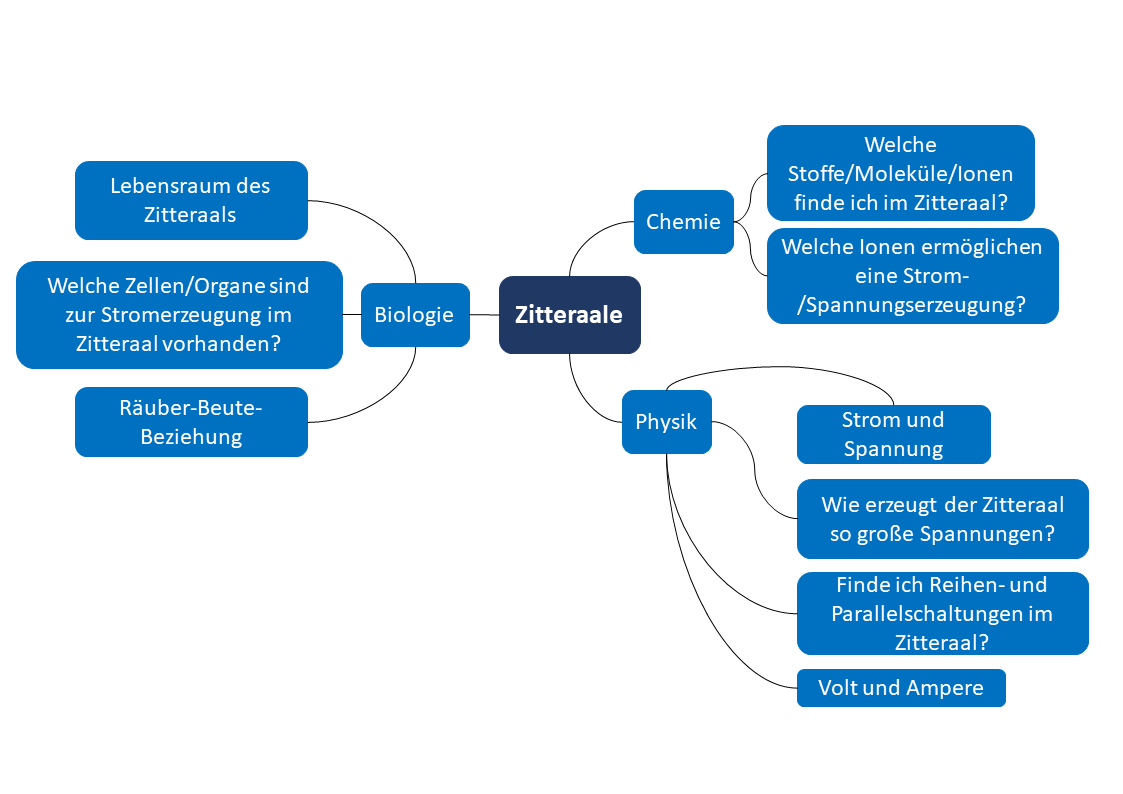 Zitteraale
Biologie
Lebensraum des
Zitteraals
Welche Zellen/Organe sind
zur Stromerzeugung im
Zitteraal vorhanden?
Räuber-Beute-
Beziehung
Chemie
Welche
Stoffe/Moleküle/Ionen
finde ich im Zitteraal?
Welche Ionen ermöglichen
eine Strom-
/Spannungserzeugung?
Physik
Strom und
Spannung
Wie erzeugt der Zitteraal
so große Spannungen?
Finde ich Reihen- und
Parallelschaltungen im
Zitteraal?
Volt und Ampere